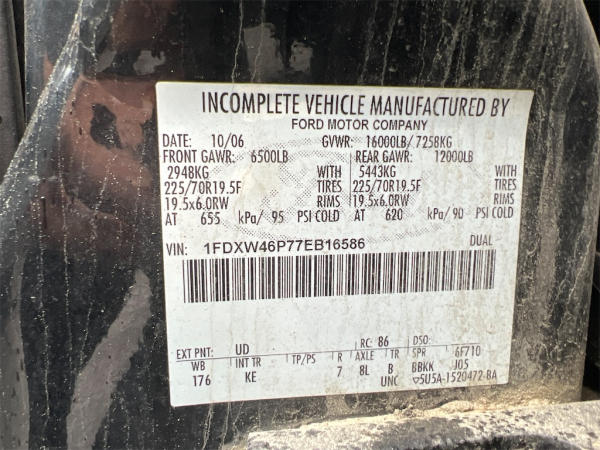 INCOMPLETE VEHICLE MANUFACTURED BY
FORD MOTOR COMPANY
DATE: 10/06 GVWR: 16000LB/ 7258KG
FRONT GAWR: 6500LB REAR GAWR: 12000LB
2948KG WITH 5443KG WITH
225/70R19.5F TIRES 225/70R19.5F TIRES
19.5x6.0RW RIMS 19.5x6.0RW RIMS
AT 655 kPa/ 95 PSI COLD AT 620 kPa/ 90 PSI COLD
VIN: 1FDXW46P77EB16586 DUAL
EXT PNT: UD RC: 86 DSO:
WB INT TR TP/PS R AXLE TR SPR 6F710
176 KE 7 8L B BBKK J05
UNC ▽5U5A-1520472-BA